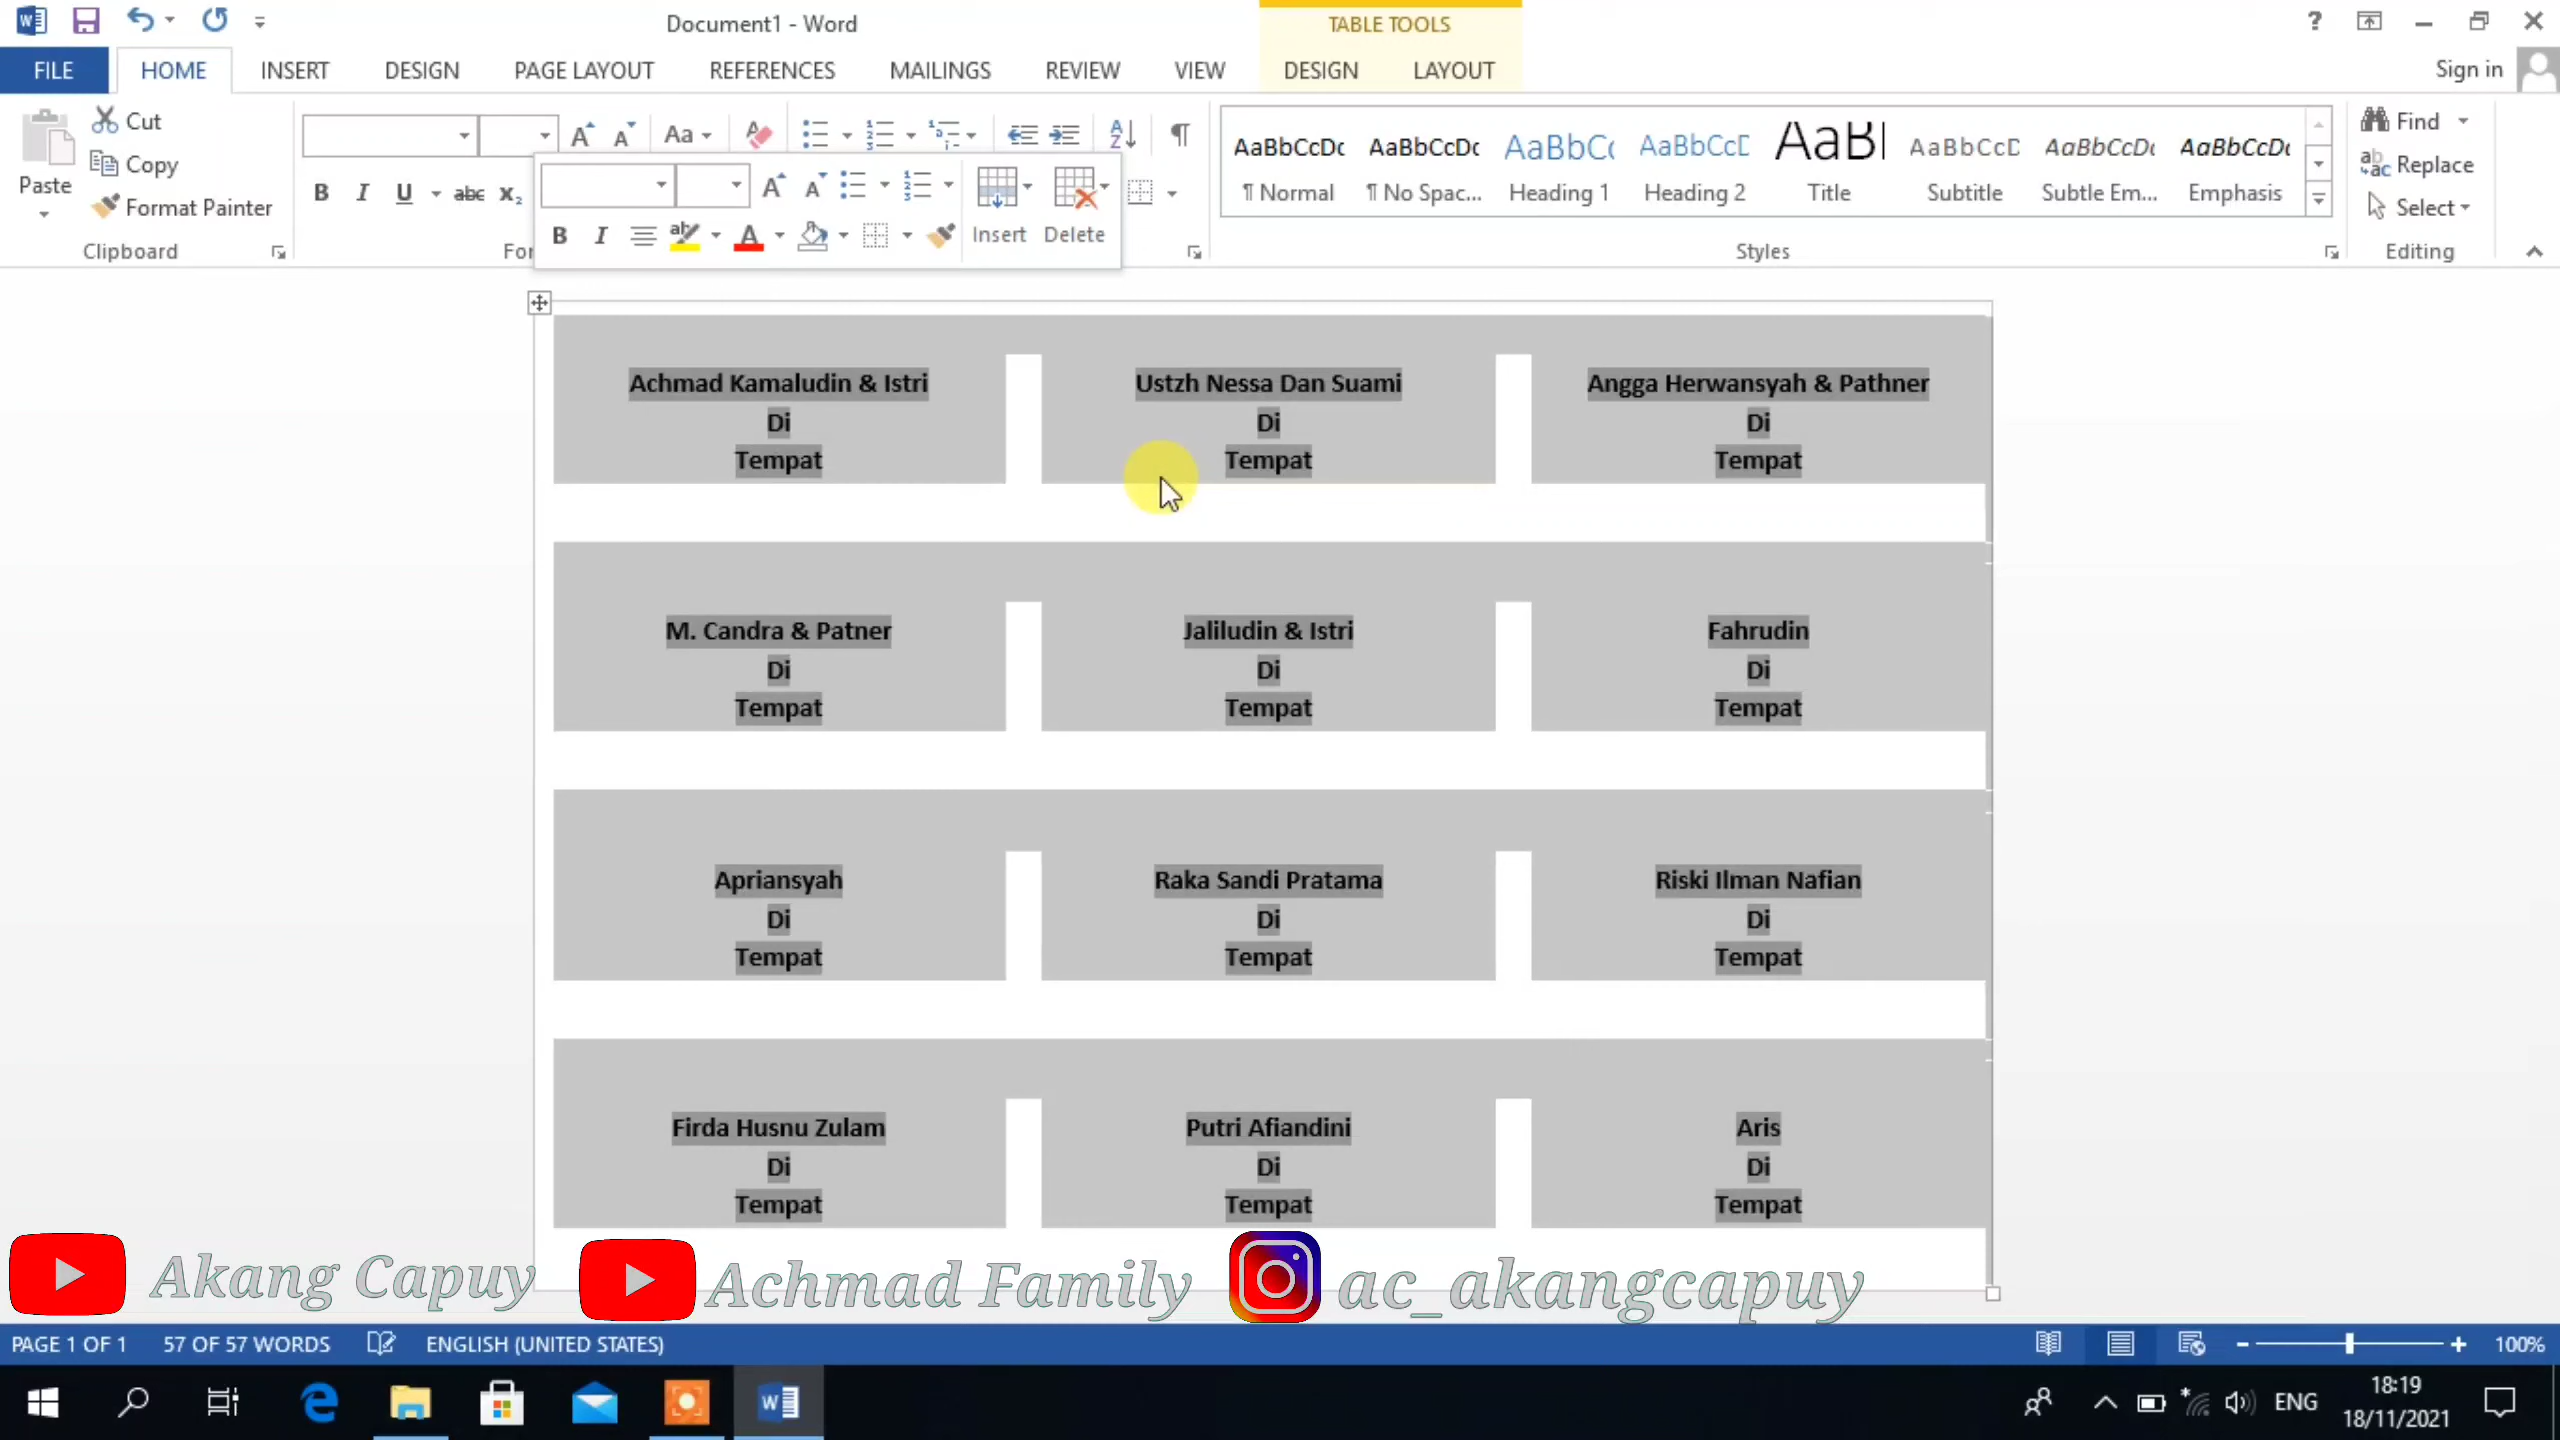 Document1 - Word
TABLE TOOLS
FILE
HOME
INSERT
DESIGN
PAGE LAYOUT
REFERENCES
MAILINGS
REVIEW
VIEW
DESIGN
LAYOUT
Sign in
Paste
Cut
Copy
Format Painter
Clipboard
Aa
B I U abc X₂
For
B I
Insert
Delete
AaBbCcDc
¶ Normal
AaBbCcDc
¶ No Spac...
AaBbC(
Heading 1
AaBbCcD
Heading 2
AaB
Title
AaBbCcD
Subtitle
AaBbCcDc
Subtle Em...
AaBbCcDc
Emphasis
Styles
Find
Replace
Select
Editing
Achmad Kamaludin & Istri
Di
Tempat
Ustzh Nessa Dan Suami
Di
Tempat
Angga Herwansyah & Pathner
Di
Tempat
M. Candra & Patner
Di
Tempat
Jaliludin & Istri
Di
Tempat
Fahrudin
Di
Tempat
Apriansyah
Di
Tempat
Raka Sandi Pratama
Di
Tempat
Riski Ilman Nafian
Di
Tempat
Firda Husnu Zulam
Di
Tempat
Putri Afiandini
Di
Tempat
Aris
Di
Tempat
Akang Capuy
Achmad Family
ac_akangcapuy
PAGE 1 OF 1
57 OF 57 WORDS
ENGLISH (UNITED STATES)
100%
ENG
18:19
18/11/2021